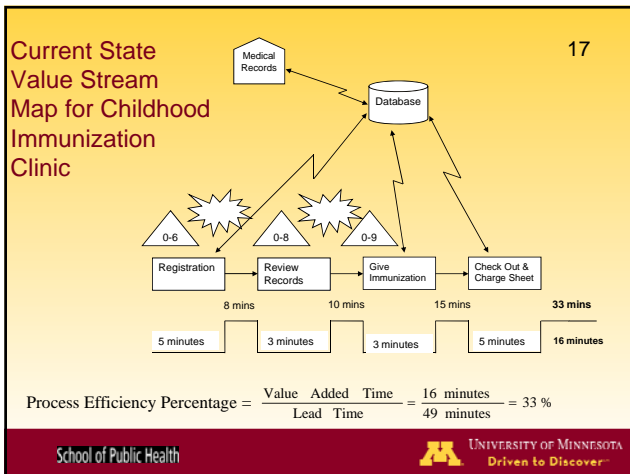 Current State
Value Stream
Map for Childhood
Immunization
Clinic
17
Medical
Records
Database
0-6
0-8
0-9
Registration
Review
Records
Give
Immunization
Check Out &
Charge Sheet
8 mins
10 mins
15 mins
33 mins
5 minutes
3 minutes
3 minutes
5 minutes
16 minutes
Process Efficiency Percentage = Value Added Time / Lead Time = 16 minutes / 49 minutes = 33 %
School of Public Health
UNIVERSITY OF MINNESOTA
Driven to Discover℠